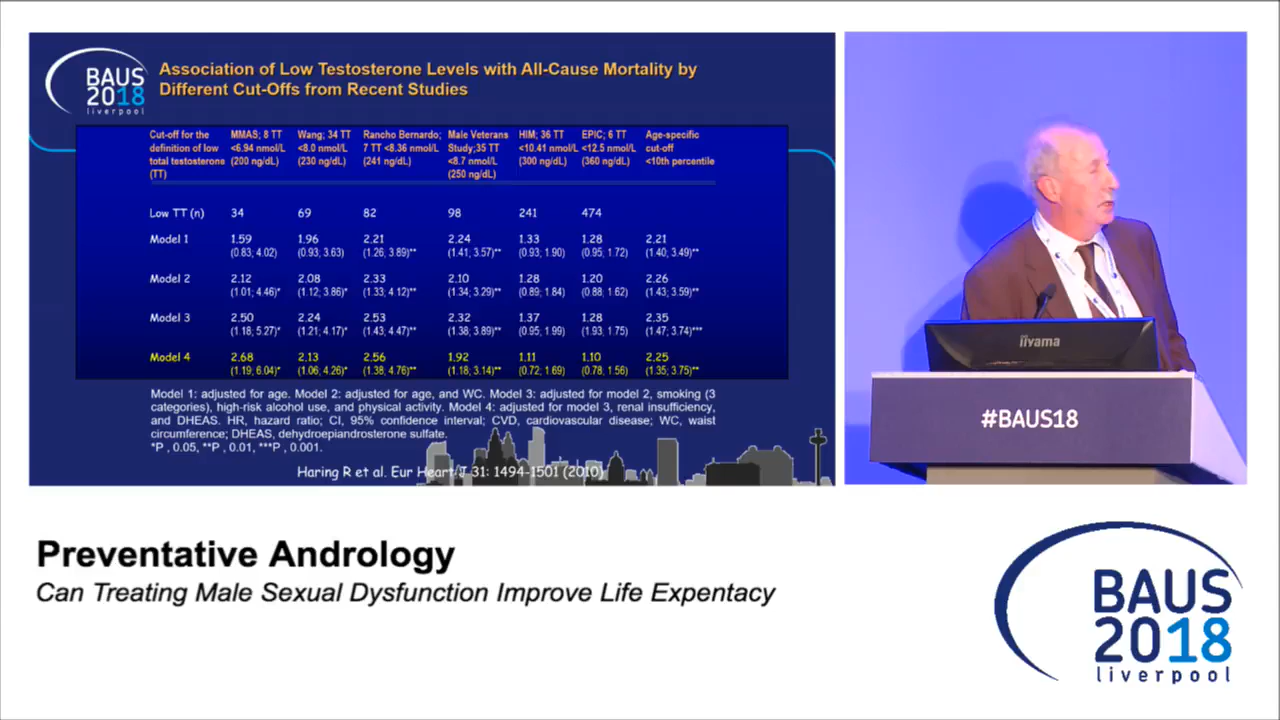 BAUS
2018
liverpool
Association of Low Testosterone Levels with All-Cause Mortality by
Different Cut-Offs from Recent Studies
Cut-off for the definition of low total testosterone (TT)
MMAS; 8 TT <6.94 nmol/L (200 ng/dL)
Wang; 34 TT <8.0 nmol/L (230 ng/dL)
Rancho Bernardo; 7 TT <8.36 nmol/L (241 ng/dL)
Male Veterans Study;35 TT <8.7 nmol/L (250 ng/dL)
HIM; 36 TT <10.41 nmol/L (300 ng/dL)
EPIC; 6 TT <12.5 nmol/L (360 ng/dL)
Age-specific cut-off <10th percentile
Low TT (n) 34 69 82 98 241 474
Model 1 1.59 1.96 2.21 2.24 1.33 1.28 2.21
(0.83; 4.02) (0.93; 3.63) (1.26; 3.89)** (1.41; 3.57)** (0.93; 1.90) (0.95; 1.72) (1.40; 3.49)**
Model 2 2.12 2.08 2.33 2.10 1.28 1.20 2.26
(1.01; 4.46)* (1.12; 3.86)* (1.33; 4.12)** (1.34; 3.29)** (0.89; 1.84) (0.88; 1.62) (1.43; 3.59)**
Model 3 2.50 2.24 2.53 2.32 1.37 1.28 2.35
(1.18; 5.27)* (1.21; 4.17)* (1.43; 4.47)** (1.38; 3.89)** (0.95; 1.99) (1.93; 1.75) (1.47; 3.74)***
Model 4 2.68 2.13 2.56 1.92 1.11 1.10 2.25
(1.19; 6.04)* (1.06; 4.26)* (1.38; 4.76)** (1.18; 3.14)** (0.72; 1.69) (0.78; 1.56) (1.35; 3.75)**
Model 1: adjusted for age. Model 2: adjusted for age, and WC. Model 3: adjusted for model 2, smoking (3
categories), high-risk alcohol use, and physical activity. Model 4: adjusted for model 3, renal insufficiency,
and DHEAS. HR, hazard ratio; CI, 95% confidence interval; CVD, cardiovascular disease; WC, waist
circumference; DHEAS, dehydroepiandrosterone sulfate.
*P , 0.05, **P , 0.01, ***P , 0.001.
Haring R et al. Eur Heart J 31: 1494-1501 (2010)
iiyama
#BAUS18
Preventative Andrology
Can Treating Male Sexual Dysfunction Improve Life Expentacy
BAUS
2018
liverpool